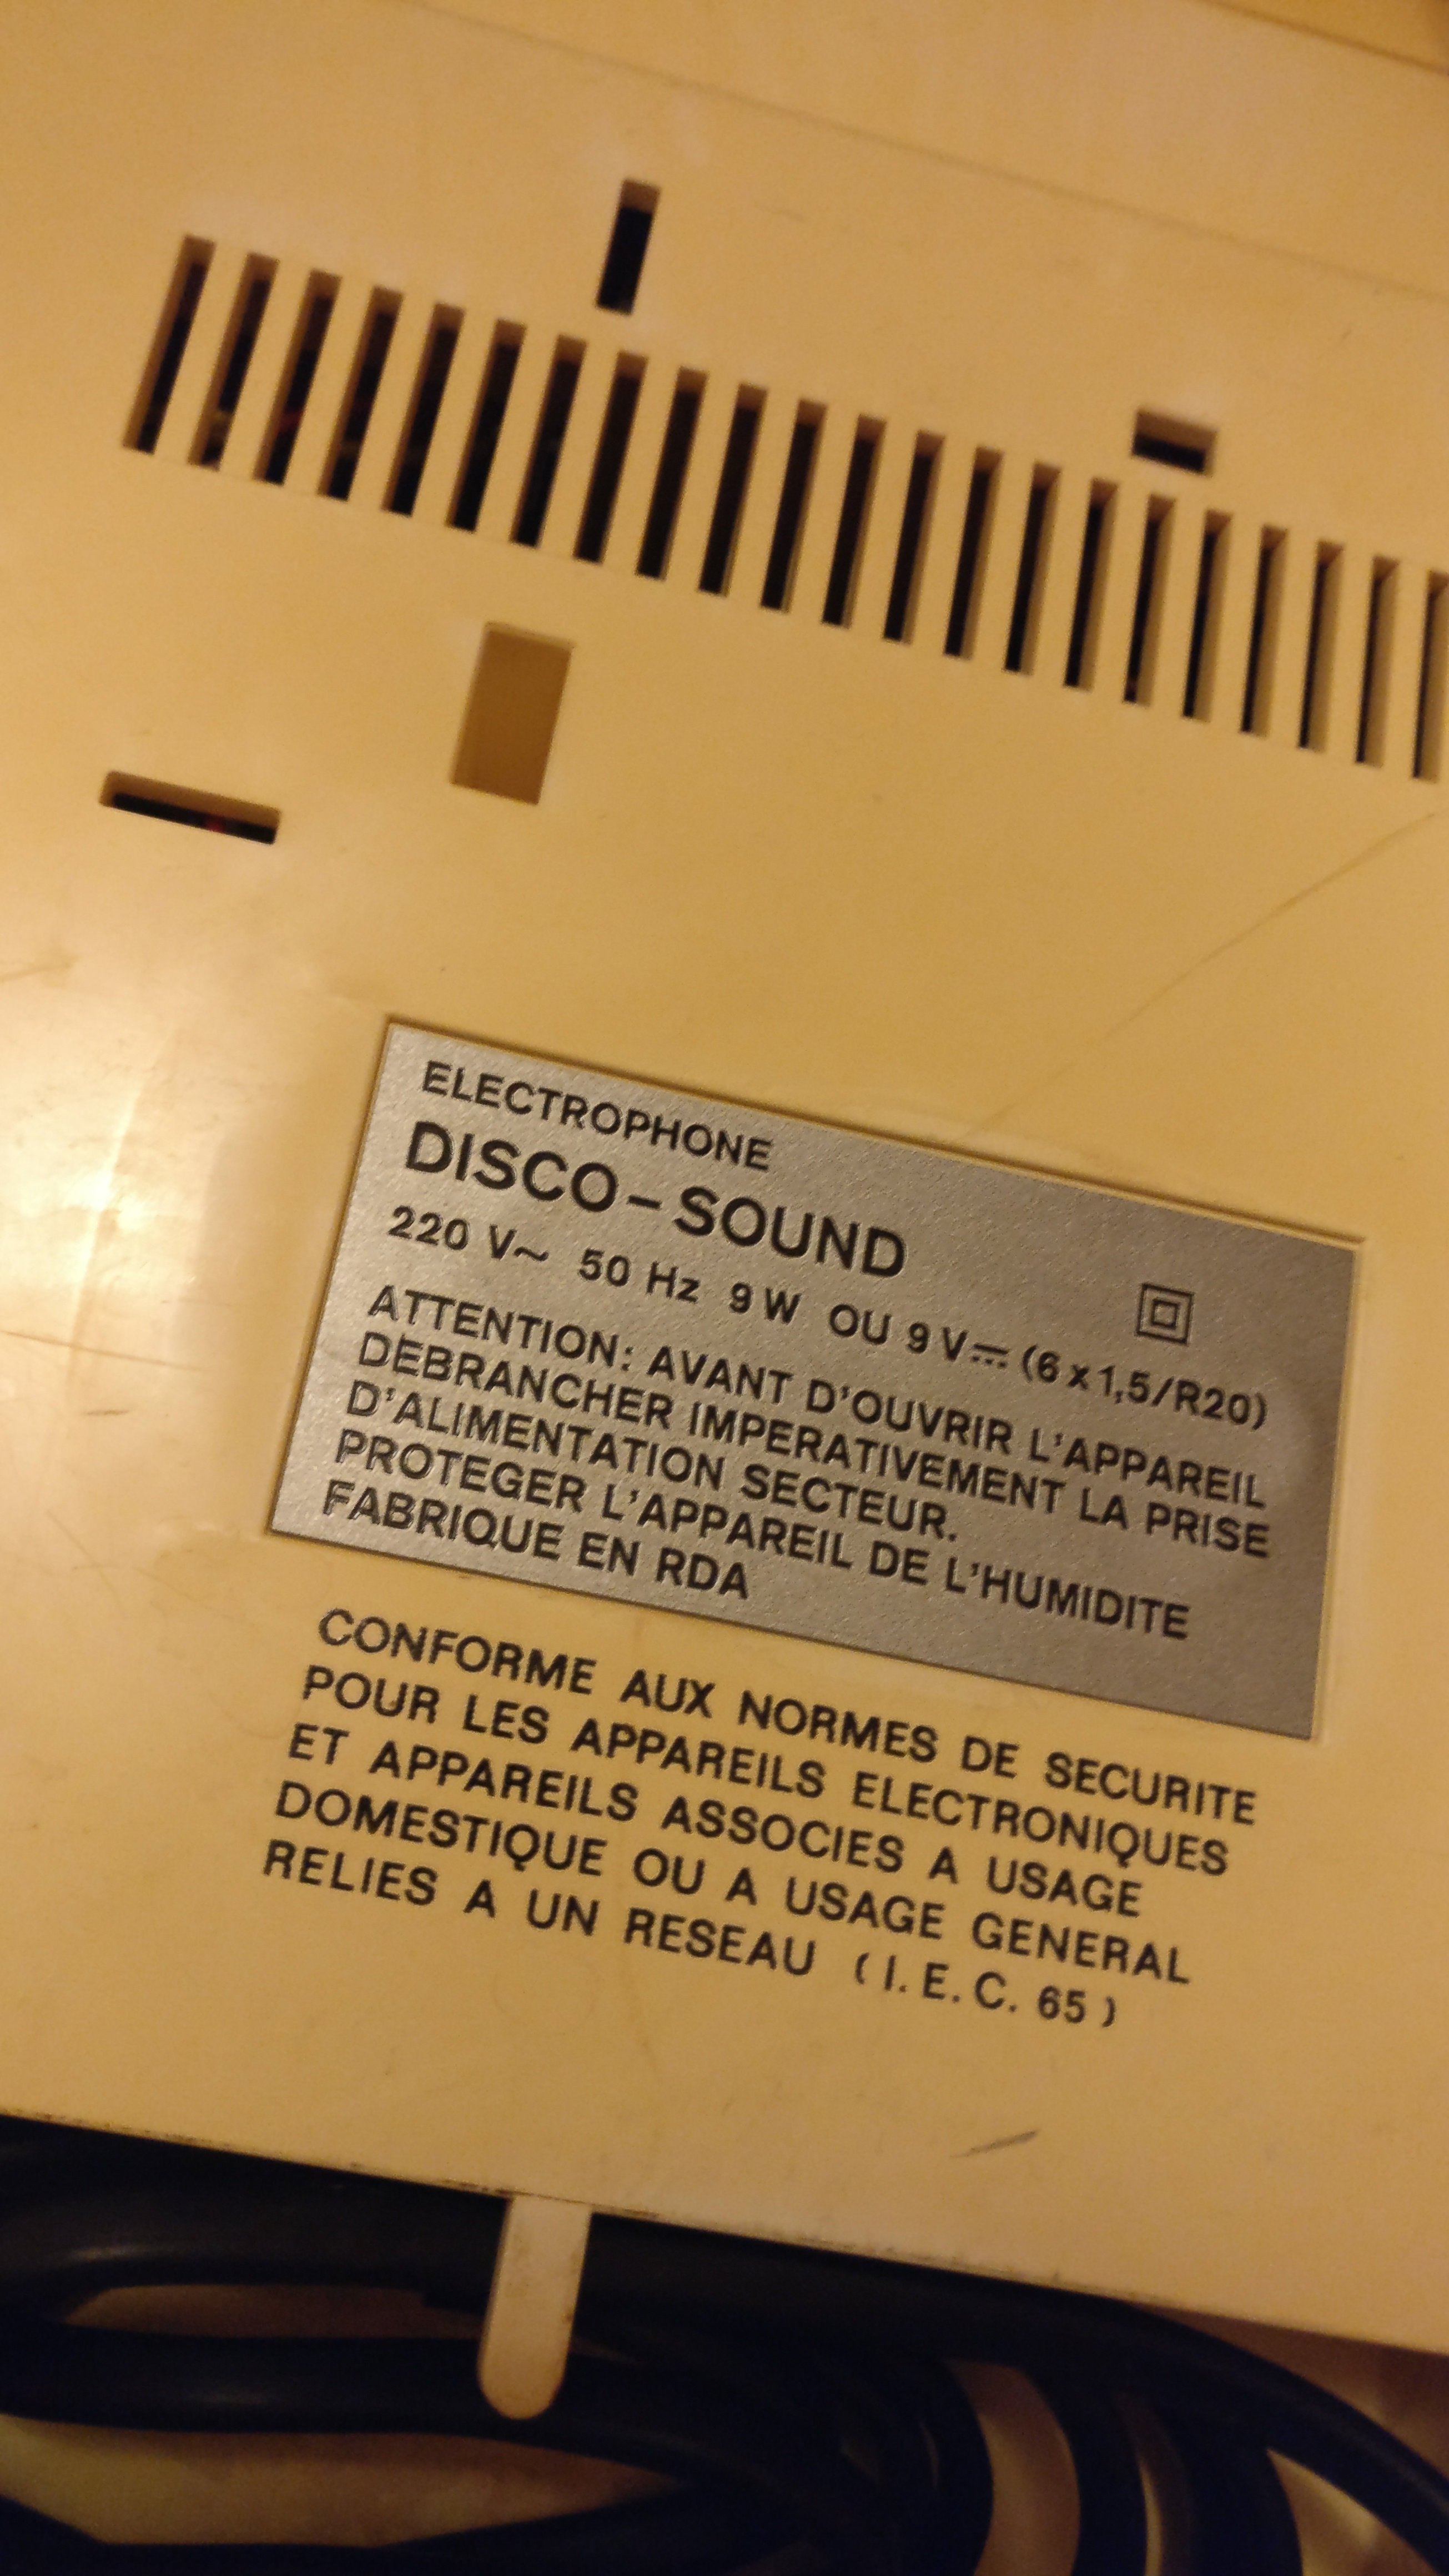 ELECTROPHONE
DISCO-SOUND
220 V~ 50 Hz 9 W OU 9 V⎓ (6 x 1,5/R20)
ATTENTION: AVANT D'OUVRIR L'APPAREIL
DEBRANCHER IMPERATIVEMENT LA PRISE
D'ALIMENTATION SECTEUR.
PROTEGER L'APPAREIL DE L'HUMIDITE
FABRIQUE EN RDA
CONFORME AUX NORMES DE SECURITE
POUR LES APPAREILS ELECTRONIQUES
ET APPAREILS ASSOCIES A USAGE
DOMESTIQUE OU A USAGE GENERAL
RELIES A UN RESEAU (I.E.C. 65)